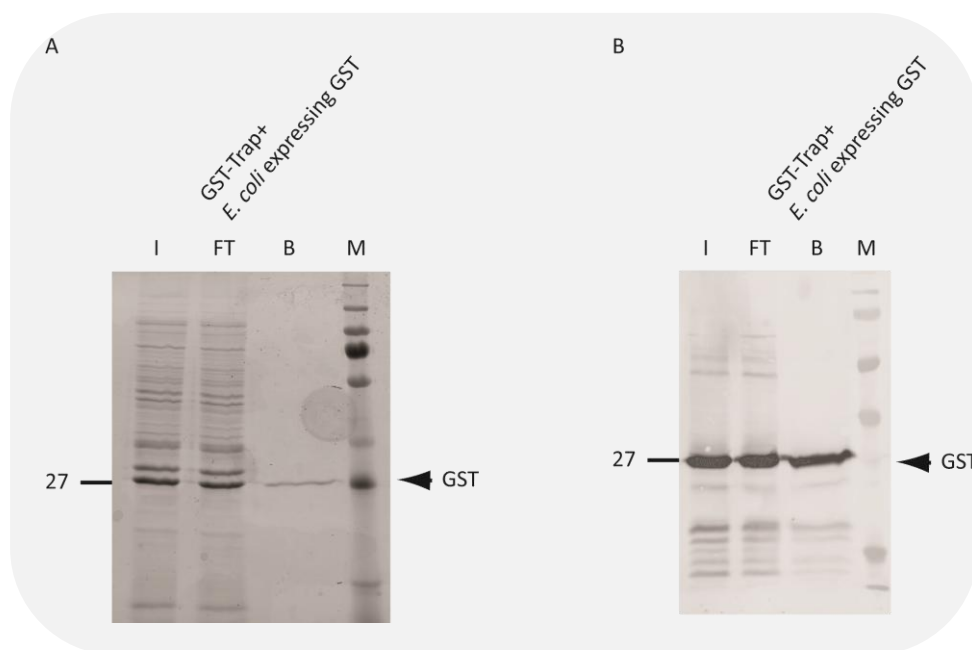 A
GST-Trap+
E. coli expressing GST
I FT B M
27
GST
B
GST-Trap+
E. coli expressing GST
I FT B M
27
GST